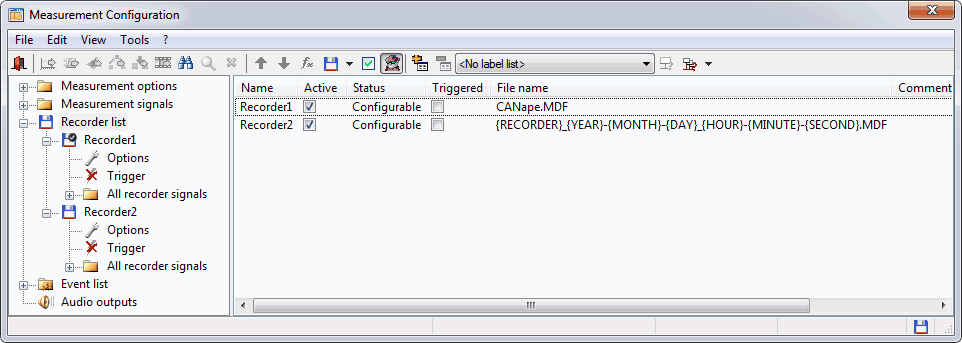 Measurement Configuration
File Edit View Tools ?
<No label list>
Measurement options
Measurement signals
Recorder list
Recorder1
Options
Trigger
All recorder signals
Recorder2
Options
Trigger
All recorder signals
Event list
Audio outputs
Name Active Status Triggered File name Comment
Recorder1 Configurable CANape.MDF
Recorder2 Configurable {RECORDER}_{YEAR}-{MONTH}-{DAY}_{HOUR}-{MINUTE}-{SECOND}.MDF